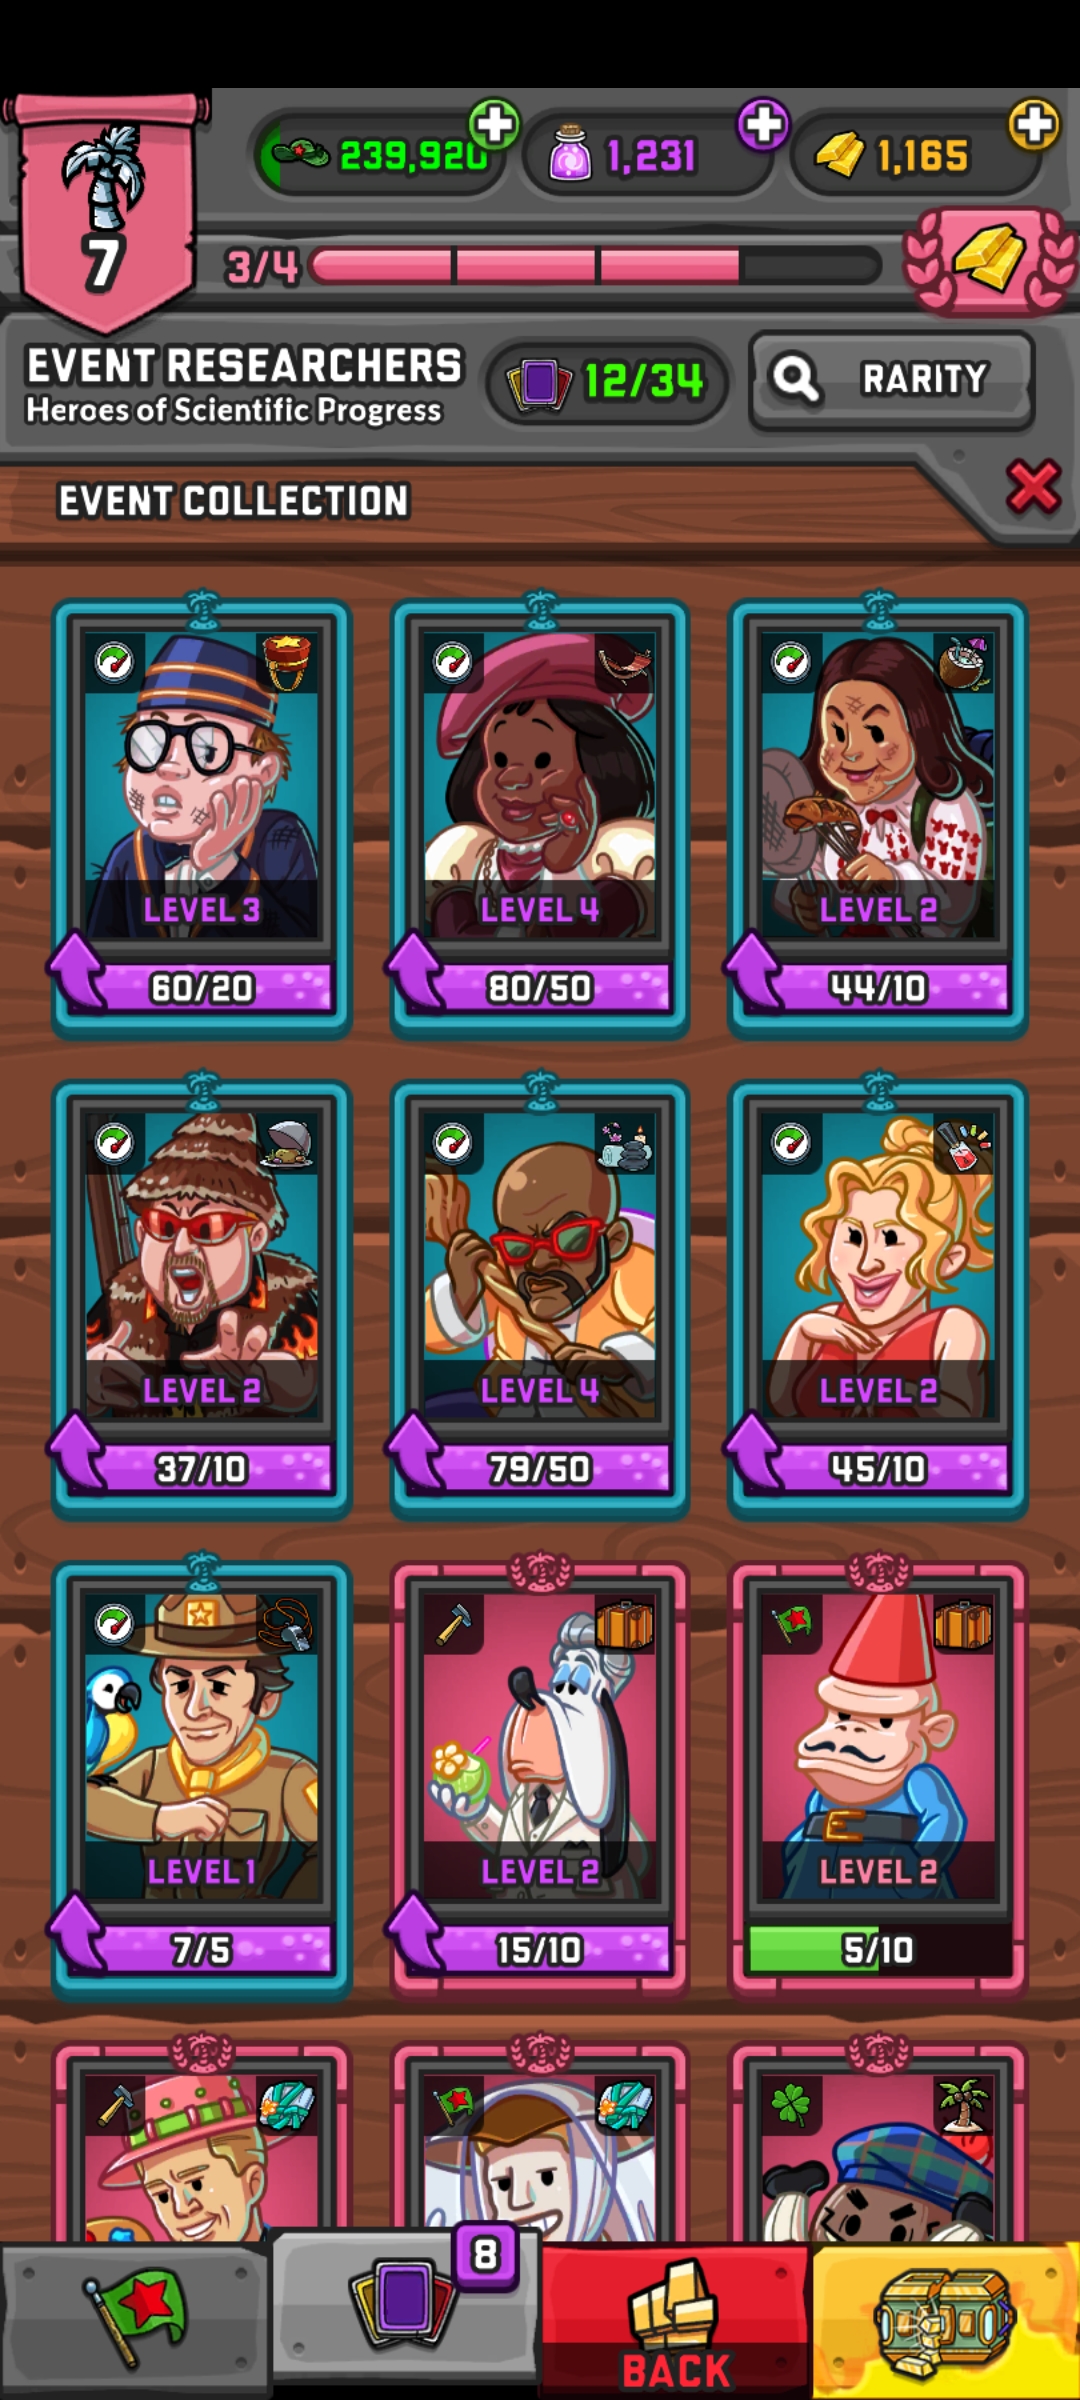 239,920
1,231
1,165
7
3/4
EVENT RESEARCHERS
Heroes of Scientific Progress
12/34
RARITY
EVENT COLLECTION
LEVEL 3
LEVEL 4
LEVEL 2
60/20
80/50
44/10
LEVEL 2
LEVEL 4
LEVEL 2
37/10
79/50
45/10
LEVEL 1
LEVEL 2
LEVEL 2
7/5
15/10
5/10
8
BACK